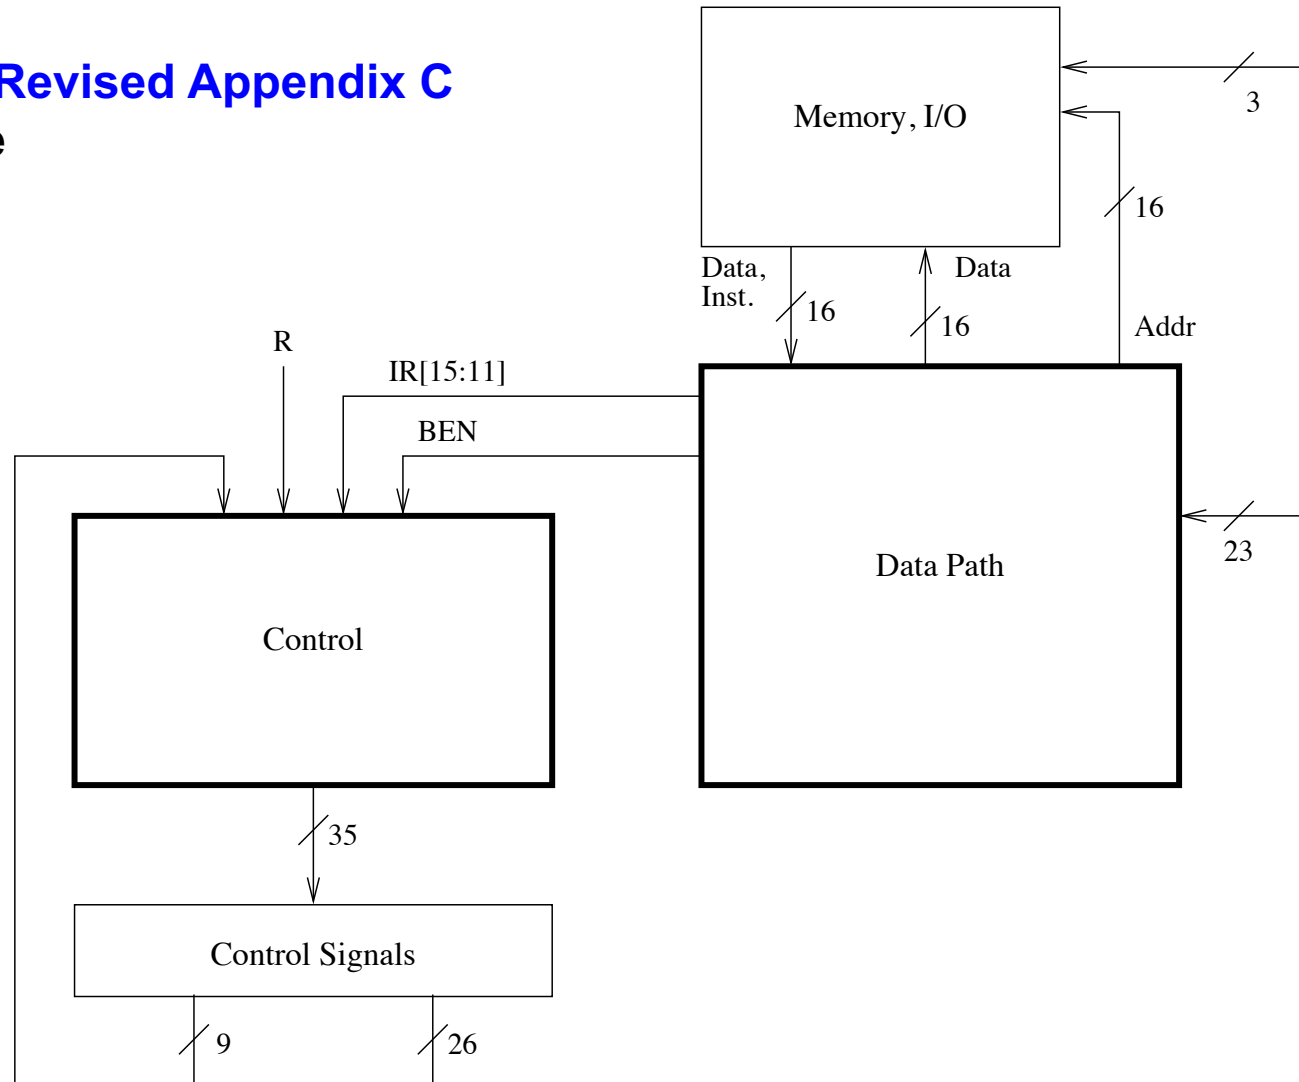 Revised Appendix C
e
Memory, I/O
3
16
Data,
Inst.
16
Data
16
Addr
R
IR[15:11]
BEN
Control
Data Path
23
35
Control Signals
9
26